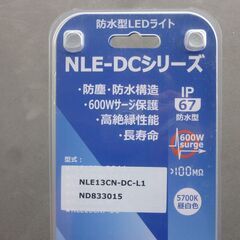 防水型LEDライト
NLE-DCシリーズ
・防塵・防水構造
・600Wサージ保護
・高絶縁性能
・長寿命
IP
67
防水型
600W
surge
>100MΩ
5700K
昼白色
型式:
NLE13CN-DC-L1
ND833015